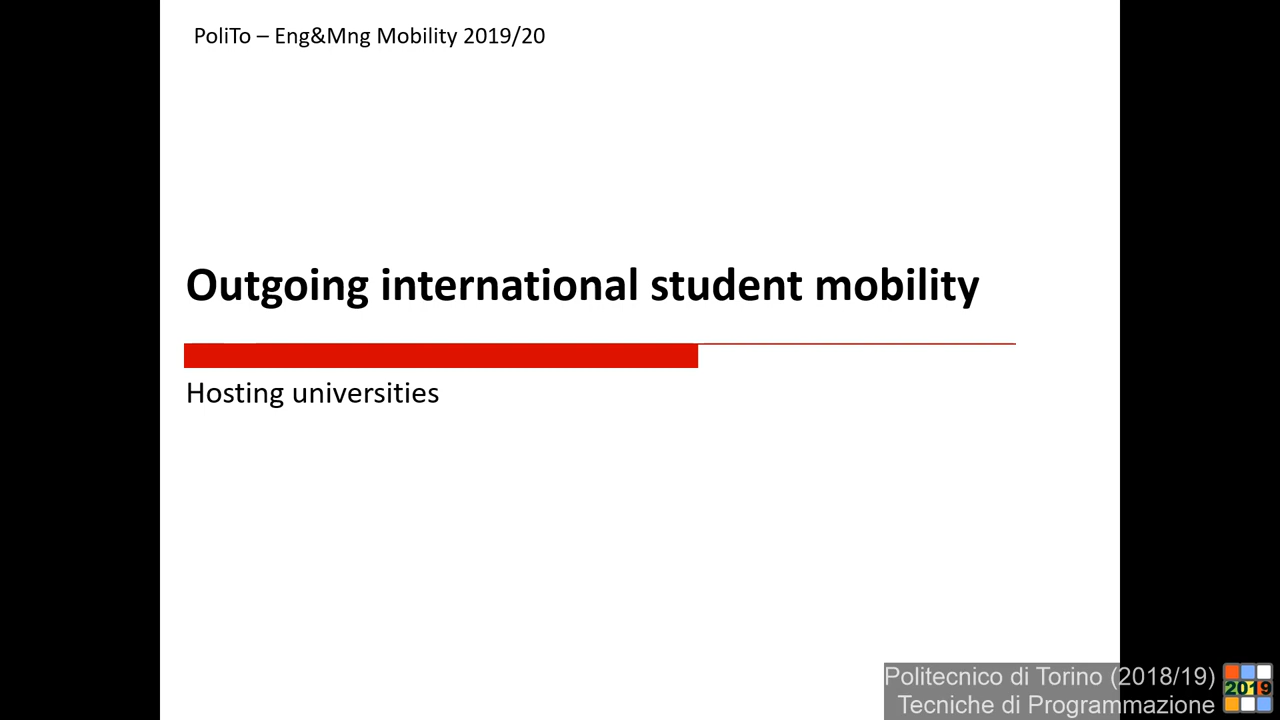 PoliTo – Eng&Mng Mobility 2019/20
Outgoing international student mobility
Hosting universities
Politecnico di Torino (2018/19)
Tecniche di Programmazione
2019